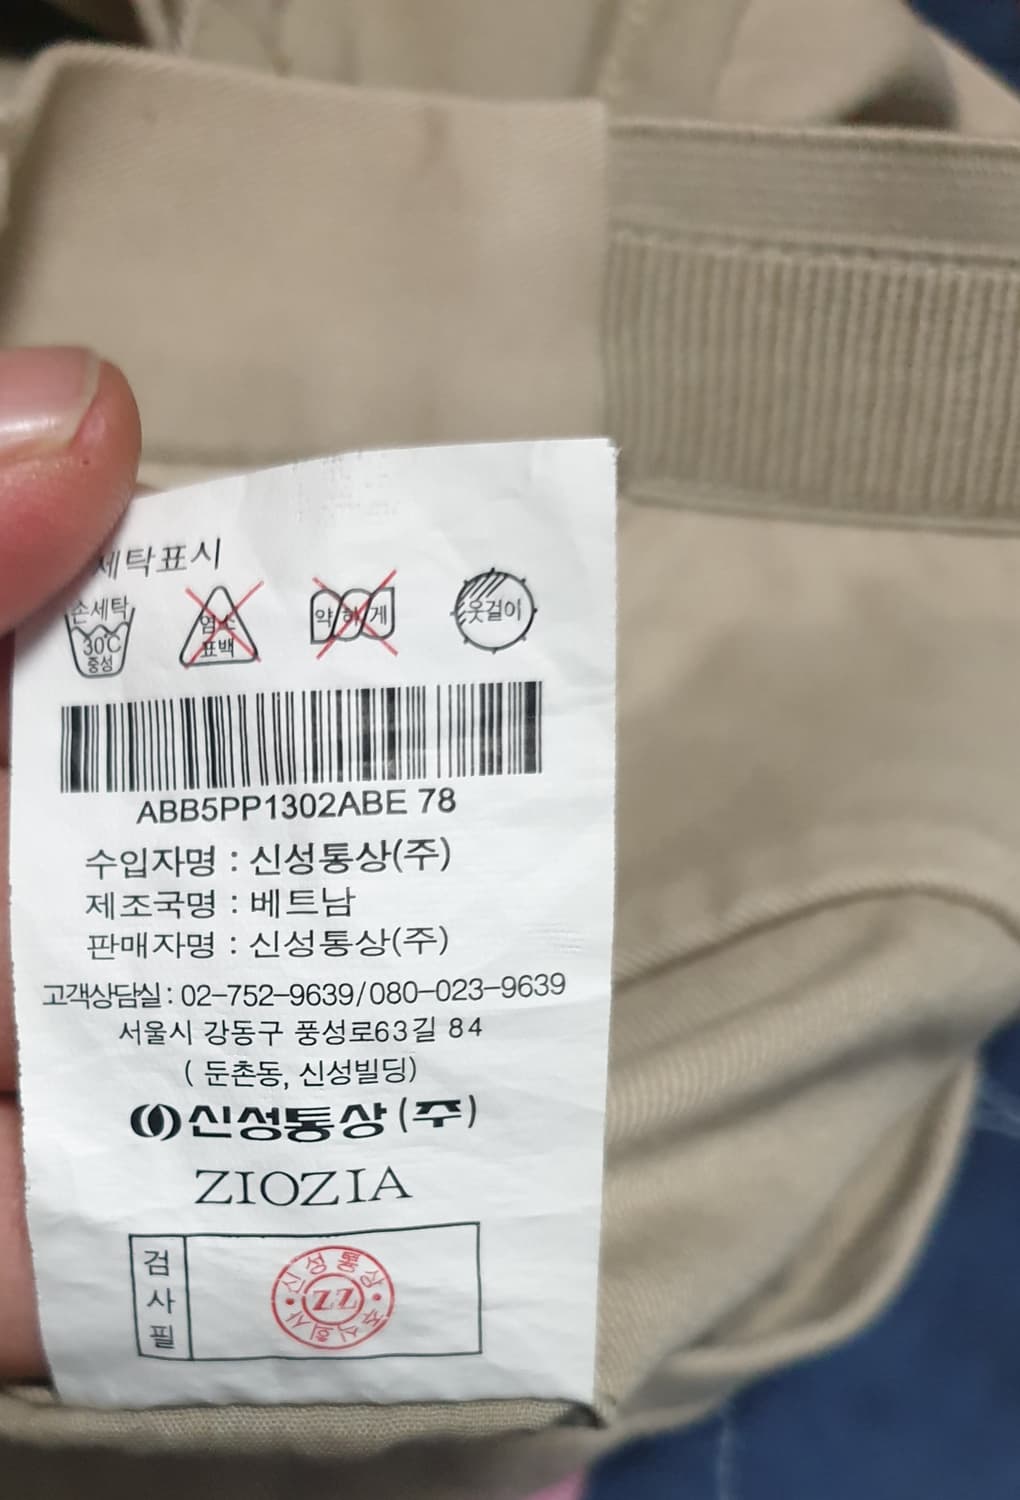 세탁표시
손세탁 30℃ 중성
염소 표백
약하게
옷걸이
ABB5PP1302ABE 78
수입자명 : 신성통상(주)
제조국명 : 베트남
판매자명 : 신성통상(주)
고객상담실 : 02-752-9639/080-023-9639
서울시 강동구 풍성로63길 84
( 둔촌동, 신성빌딩)
신성통상(주)
ZIOZIA
검사필
신성통상 주식회사
ZZ